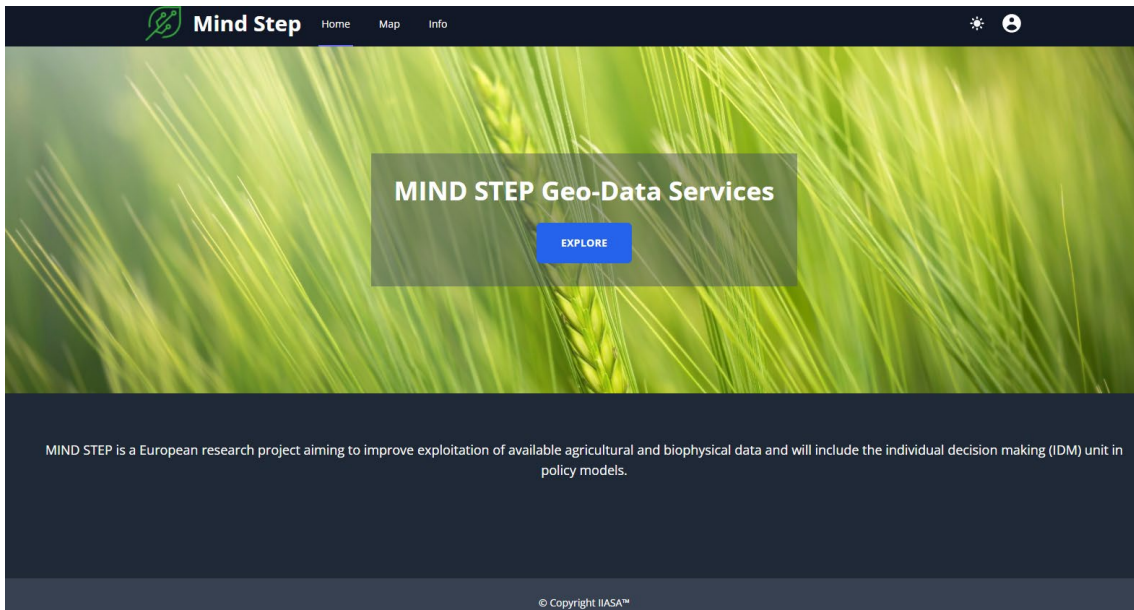 Mind Step
Home
Map
Info
MIND STEP Geo-Data Services
EXPLORE
MIND STEP is a European research project aiming to improve exploitation of available agricultural and biophysical data and will include the individual decision making (IDM) unit in
policy models.
© Copyright IIASA™